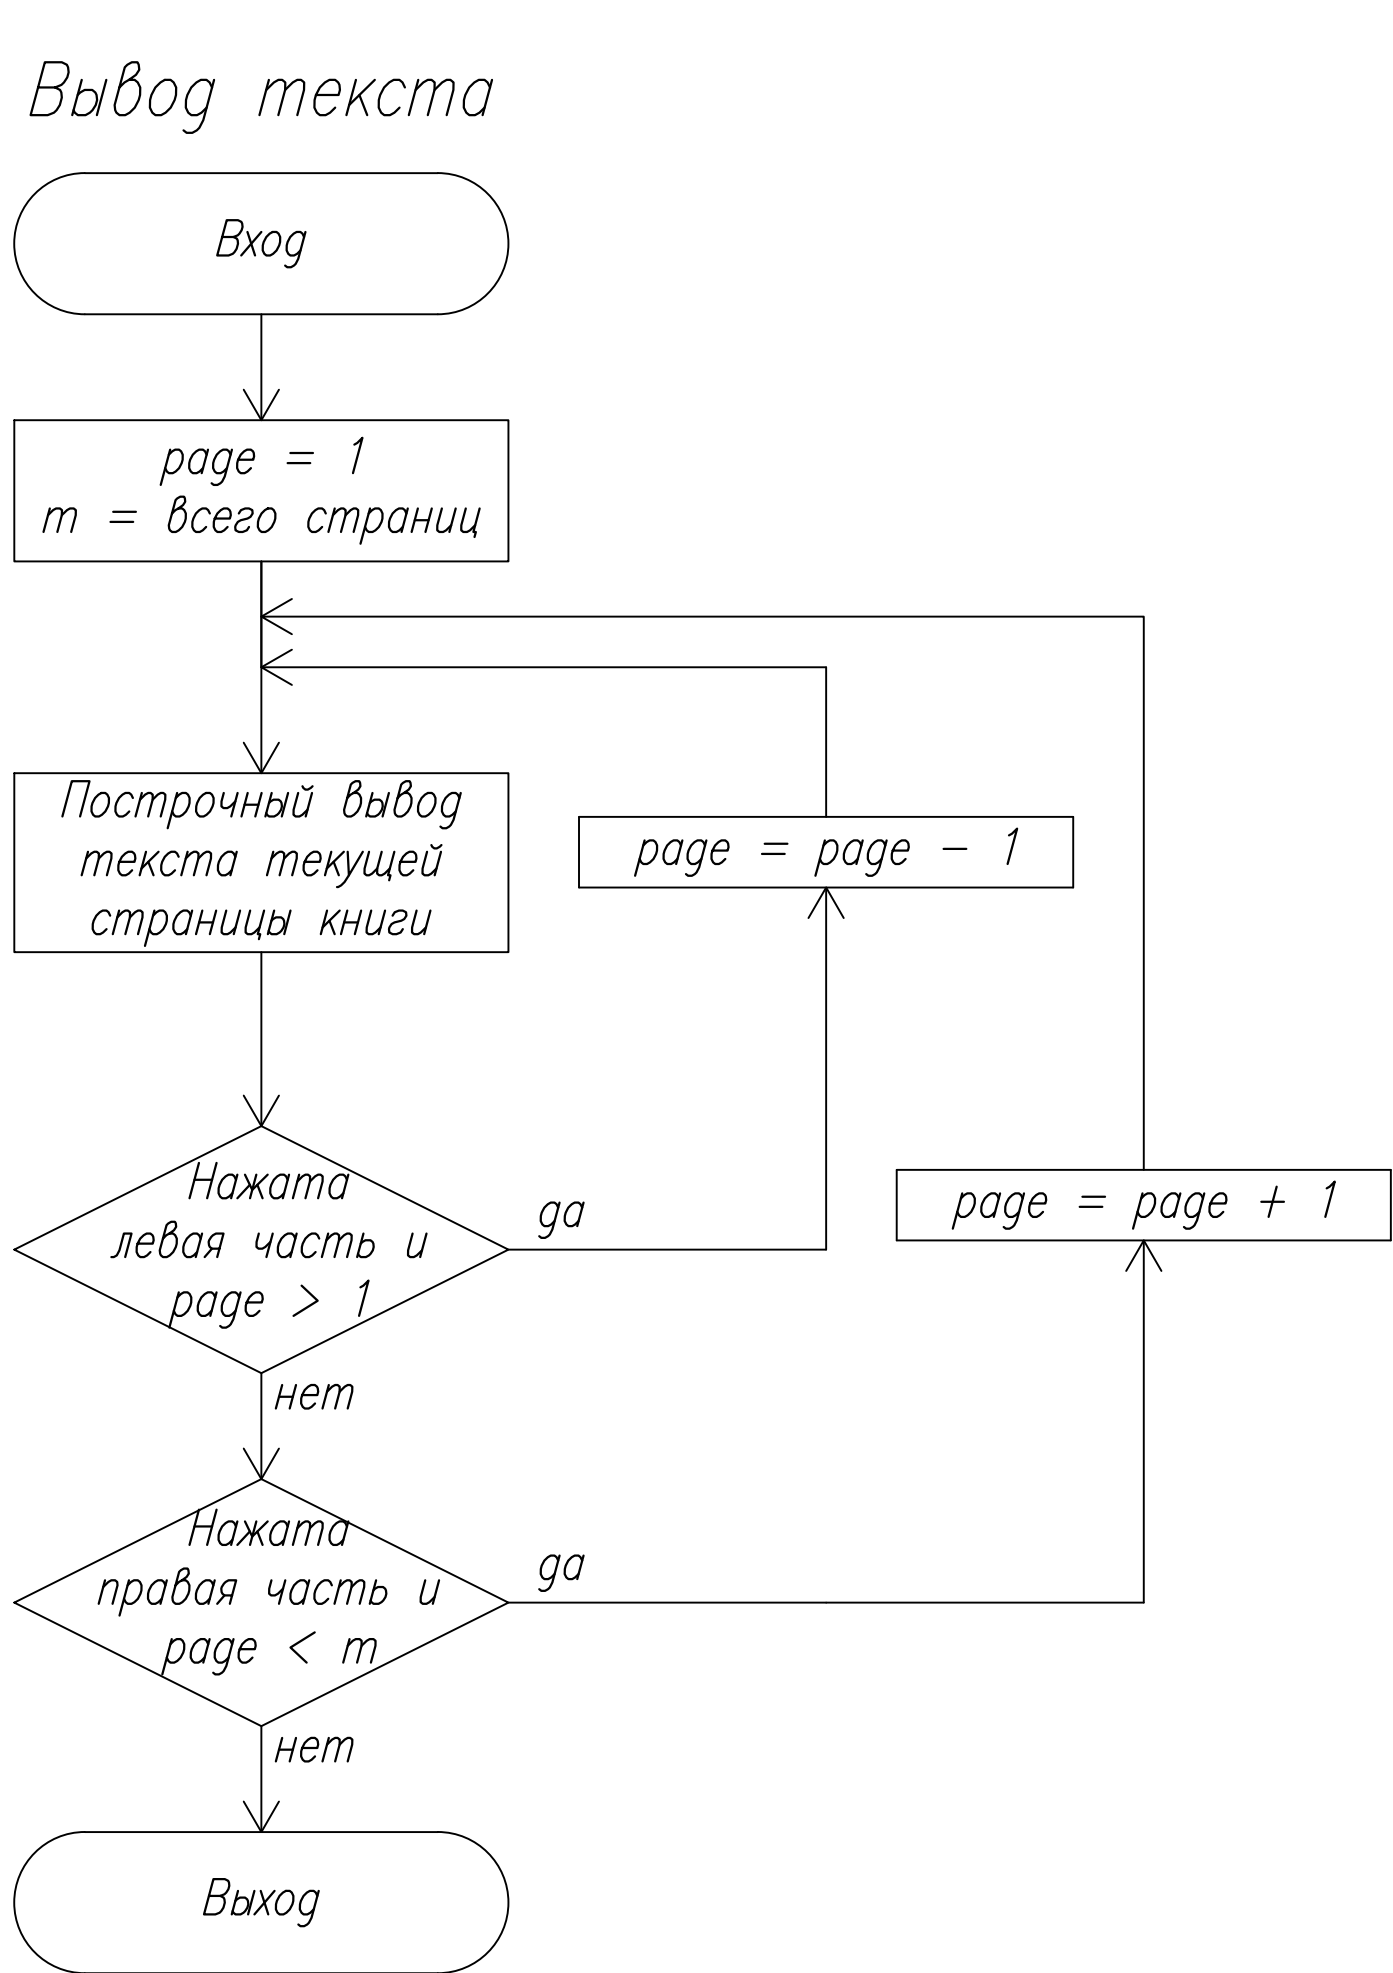 Вывод текста
Вход
page = 1
m = всего страниц
Построчный вывод
текста текущей
страницы книги
page = page - 1
Нажата
левая часть и
page > 1
да
page = page + 1
нет
Нажата
правая часть и
page < m
да
нет
Выход